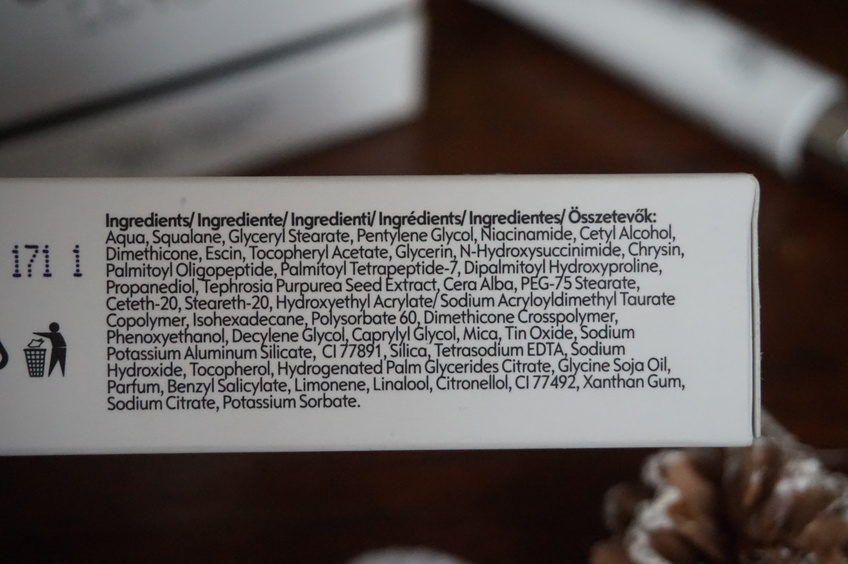 Ingredients/ Ingrediente/ Ingredienti/ Ingrédients/ Ingredientes/ Összetevők:
Aqua, Squalane, Glyceryl Stearate, Pentylene Glycol, Niacinamide, Cetyl Alcohol,
Dimethicone, Escin, Tocopheryl Acetate, Glycerin, N-Hydroxysuccinimide, Chrysin,
Palmitoyl Oligopeptide, Palmitoyl Tetrapeptide-7, Dipalmitoyl Hydroxyproline,
Propanediol, Tephrosia Purpurea Seed Extract, Cera Alba, PEG-75 Stearate,
Ceteth-20, Steareth-20, Hydroxyethyl Acrylate/ Sodium Acryloyldimethyl Taurate
Copolymer, Isohexadecane, Polysorbate 60, Dimethicone Crosspolymer,
Phenoxyethanol, Decylene Glycol, Caprylyl Glycol, Mica, Tin Oxide, Sodium
Potassium Aluminum Silicate, CI 77891, Silica, Tetrasodium EDTA, Sodium
Hydroxide, Tocopherol, Hydrogenated Palm Glycerides Citrate, Glycine Soja Oil,
Parfum, Benzyl Salicylate, Limonene, Linalool, Citronellol, CI 77492, Xanthan Gum,
Sodium Citrate, Potassium Sorbate.
171 1